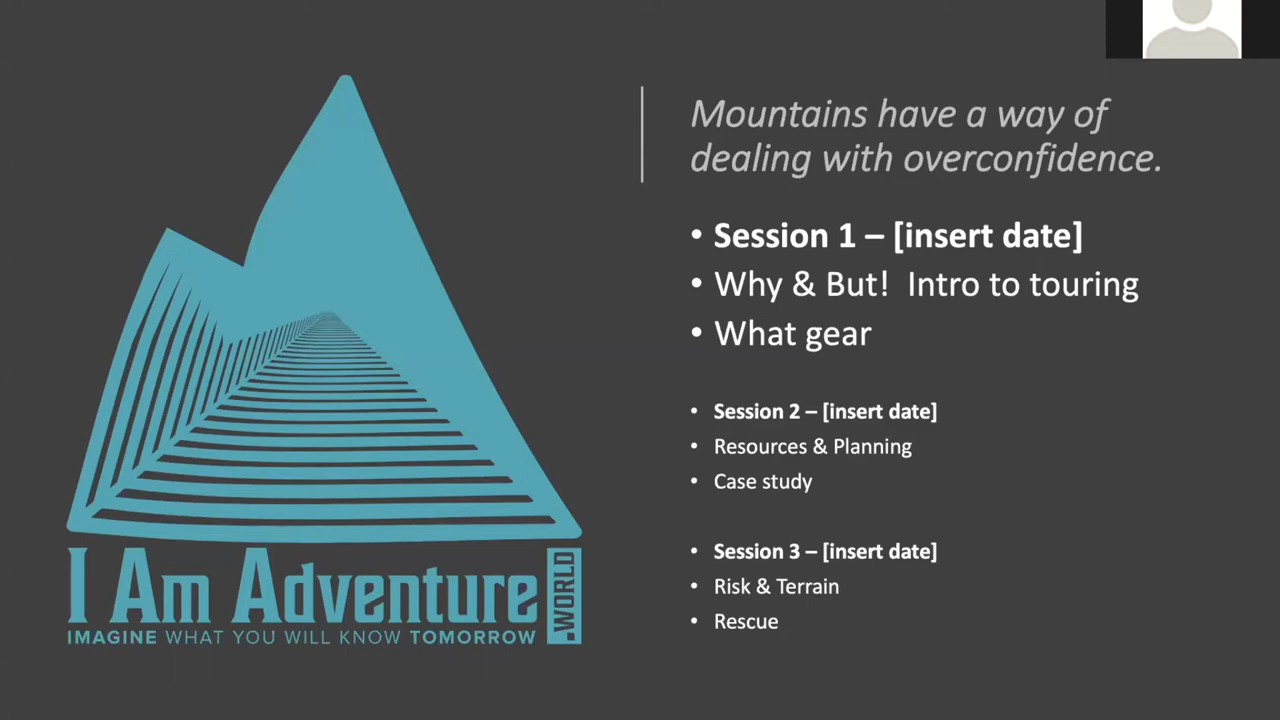 Mountains have a way of
dealing with overconfidence.
• Session 1 – [insert date]
• Why & But!  Intro to touring
• What gear
• Session 2 – [insert date]
• Resources & Planning
• Case study
• Session 3 – [insert date]
• Risk & Terrain
• Rescue
I Am Adventure .WORLD
IMAGINE WHAT YOU WILL KNOW TOMORROW